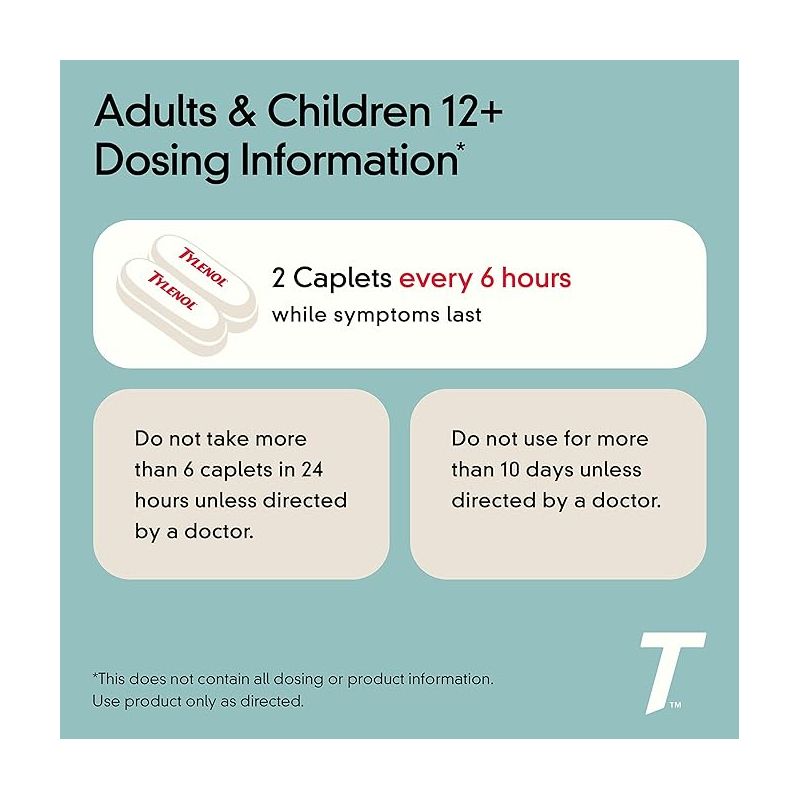 Adults & Children 12+
Dosing Information*
TYLENOL
TYLENOL
2 Caplets every 6 hours
while symptoms last
Do not take more
than 6 caplets in 24
hours unless directed
by a doctor.
Do not use for more
than 10 days unless
directed by a doctor.
*This does not contain all dosing or product information.
Use product only as directed.
T™